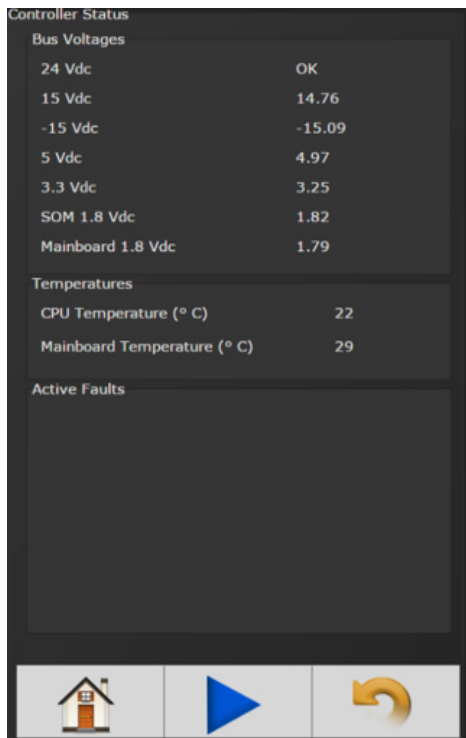 Controller Status
Bus Voltages
24 Vdc OK
15 Vdc 14.76
-15 Vdc -15.09
5 Vdc 4.97
3.3 Vdc 3.25
SOM 1.8 Vdc 1.82
Mainboard 1.8 Vdc 1.79
Temperatures
CPU Temperature (° C) 22
Mainboard Temperature (° C) 29
Active Faults